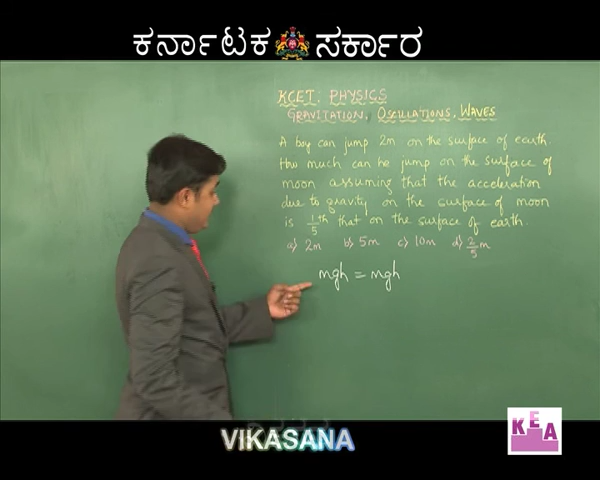 ಕರ್ನಾಟಕ ಸರ್ಕಾರ
KCET. PHYSICS
GRAVITATION, OSCILLATIONS, WAVES
A boy can jump 2m on the surface of earth.
How much can he jump on the surface of
moon assuming that the acceleration
due to gravity on the surface of moon
is 1/5 th that on the surface of earth.
a) 2m b) 5m c) 10m d) 2/5 m
mgh = mgh
KEA
VIKASANA